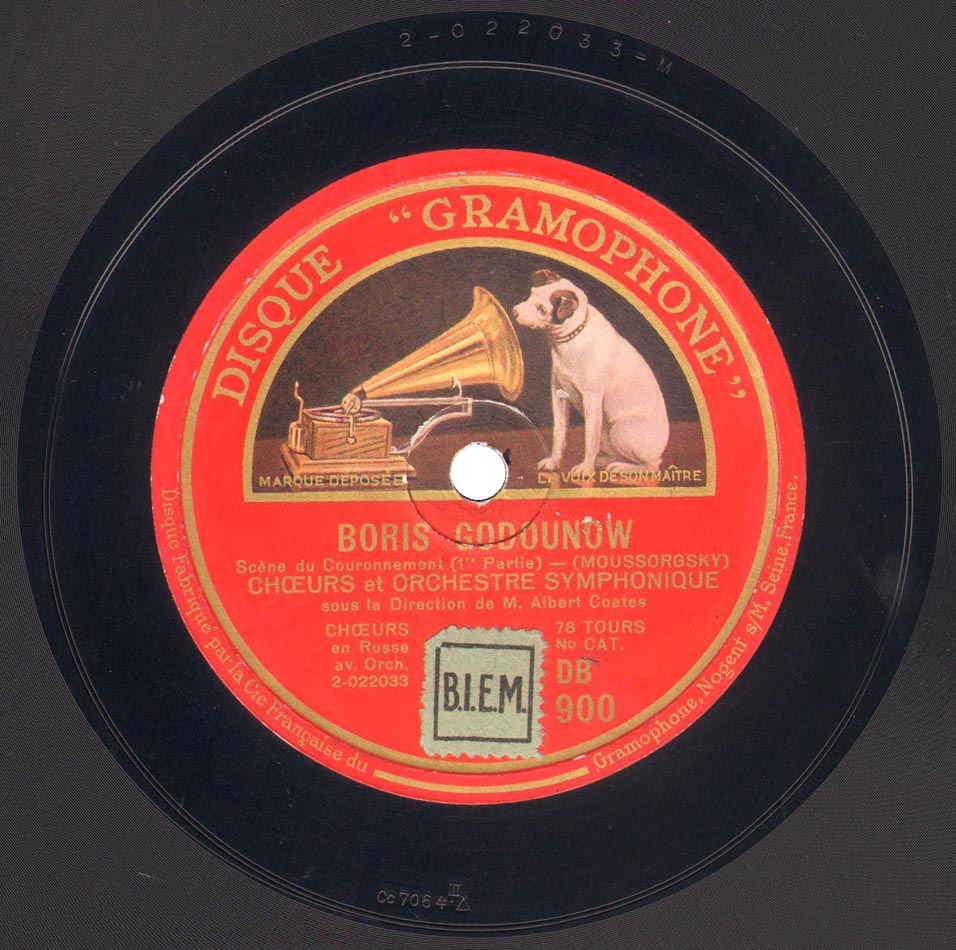 2-022033-M
DISQUE “GRAMOPHONE”
MARQUE DEPOSÉE
LA VOIX DE SON MAÎTRE
BORIS GODOUNOW
Scène du Couronnement (1re Partie) — (MOUSSORGSKY)
CHŒURS et ORCHESTRE SYMPHONIQUE
sous la Direction de M. Albert Coates
CHŒURS
en Russe
av. Orch.
2-022033
B.I.E.M.
78 TOURS
No CAT.
DB
900
Disque Fabriqué par la Cie Française du Gramophone, Nogent s/M. Seine. France.
Cc 7064 III Δ